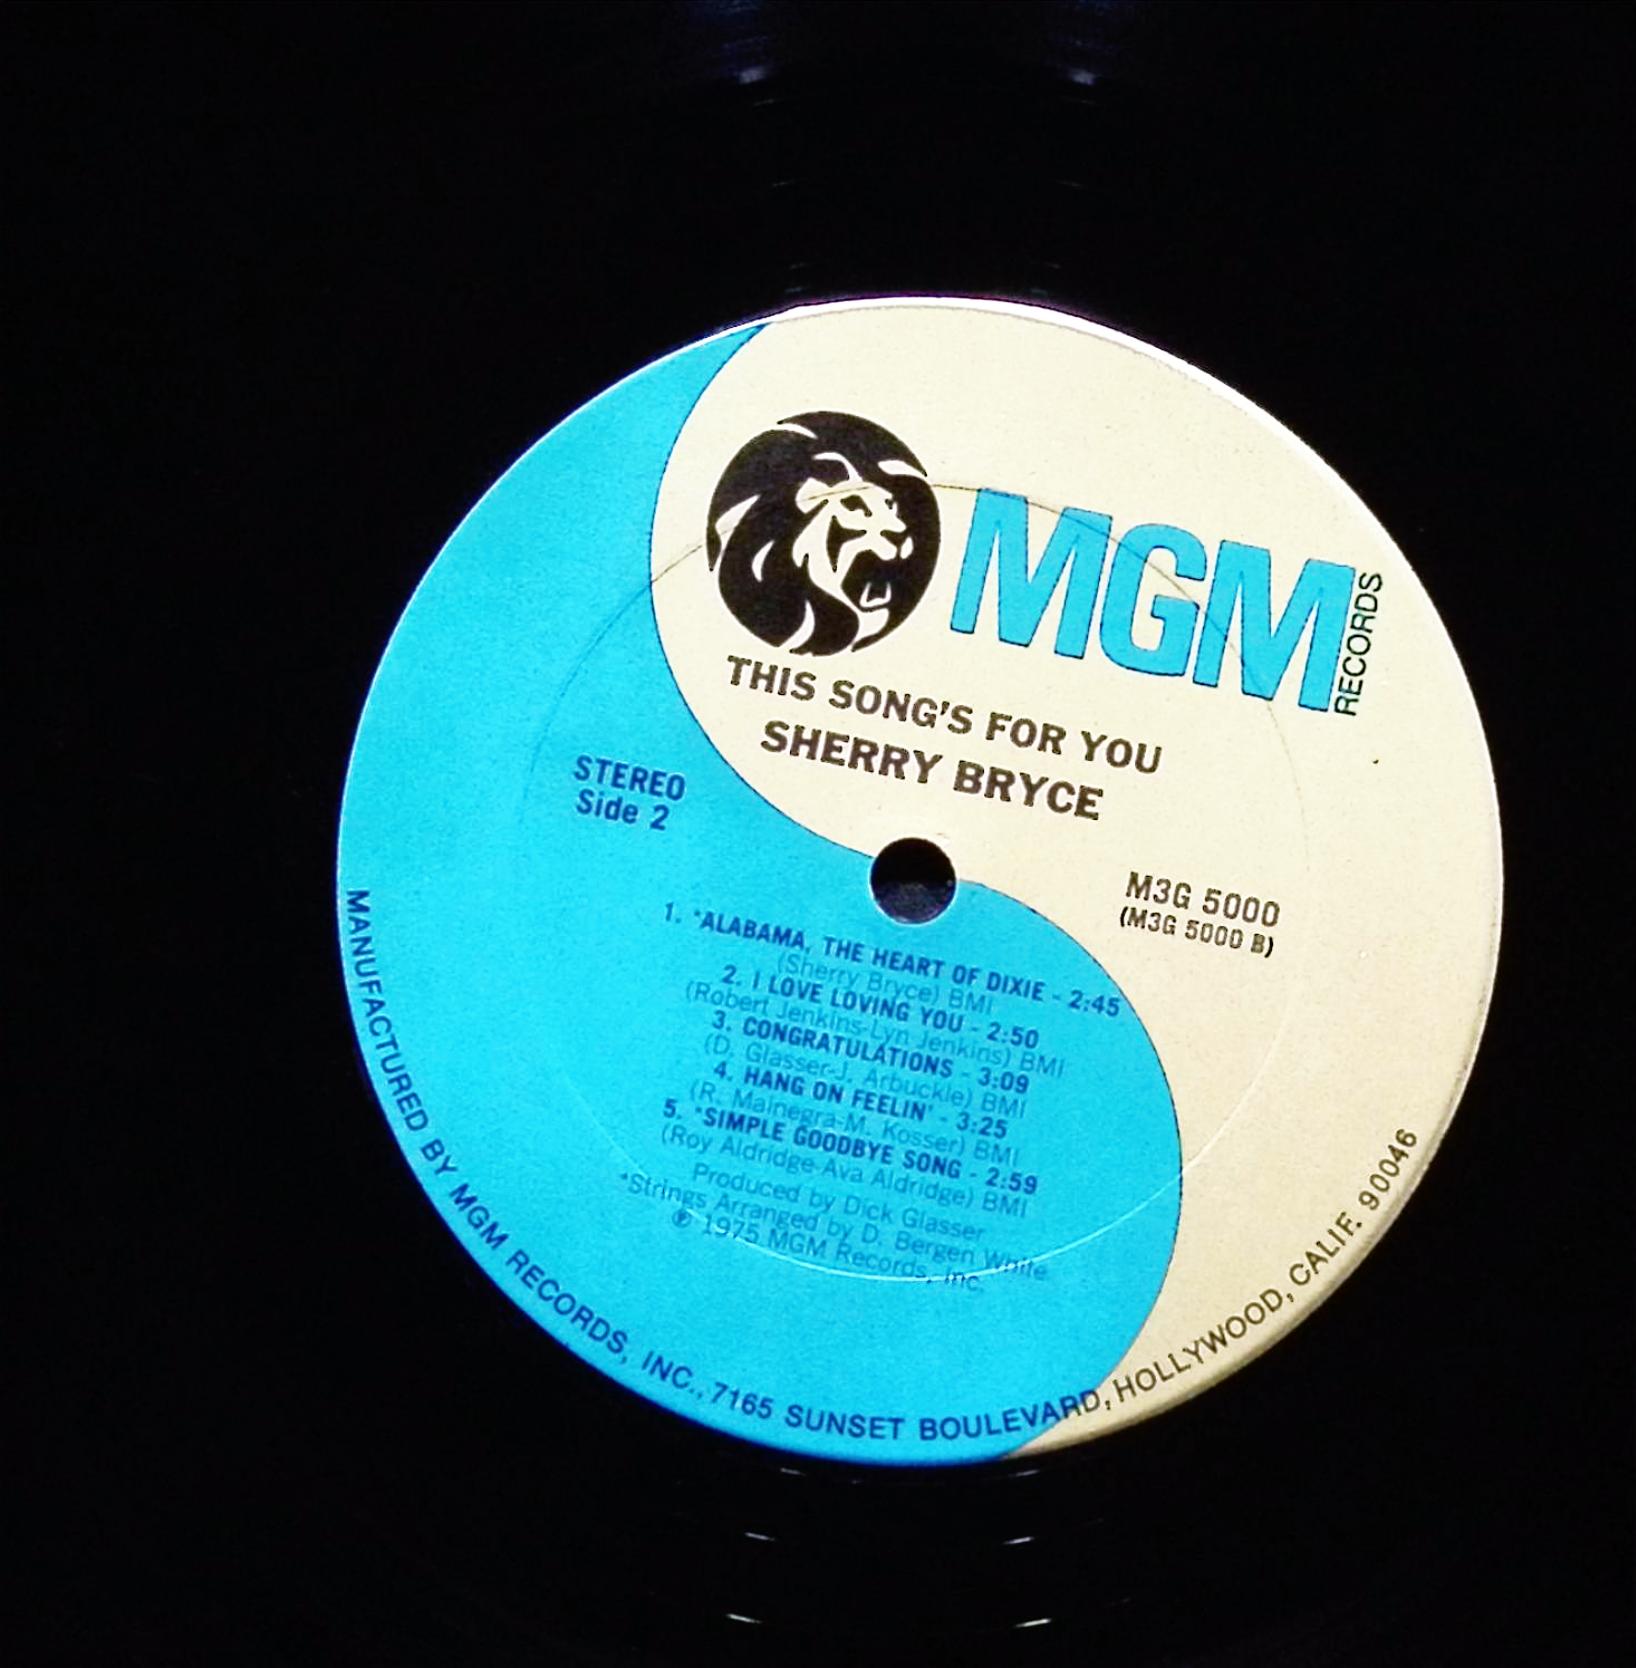 MGM
RECORDS
THIS SONG'S FOR YOU
SHERRY BRYCE
STEREO
Side 2
M3G 5000
(M3G 5000 B)
1. *ALABAMA, THE HEART OF DIXIE - 2:45
(Sherry Bryce) BMI
2. I LOVE LOVING YOU - 2:50
(Robert Jenkins-Lyn Jenkins) BMI
3. CONGRATULATIONS - 3:09
(D. Glasser-J. Arbuckle) BMI
4. HANG ON FEELIN' - 3:25
(R. Mainegra-M. Kosser) BMI
5. *SIMPLE GOODBYE SONG - 2:59
(Roy Aldridge-Ava Aldridge) BMI
Produced by Dick Glasser
*Strings Arranged by D. Bergen White
℗ 1975 MGM Records, Inc.
MANUFACTURED BY MGM RECORDS, INC., 7165 SUNSET BOULEVARD, HOLLYWOOD, CALIF. 90046